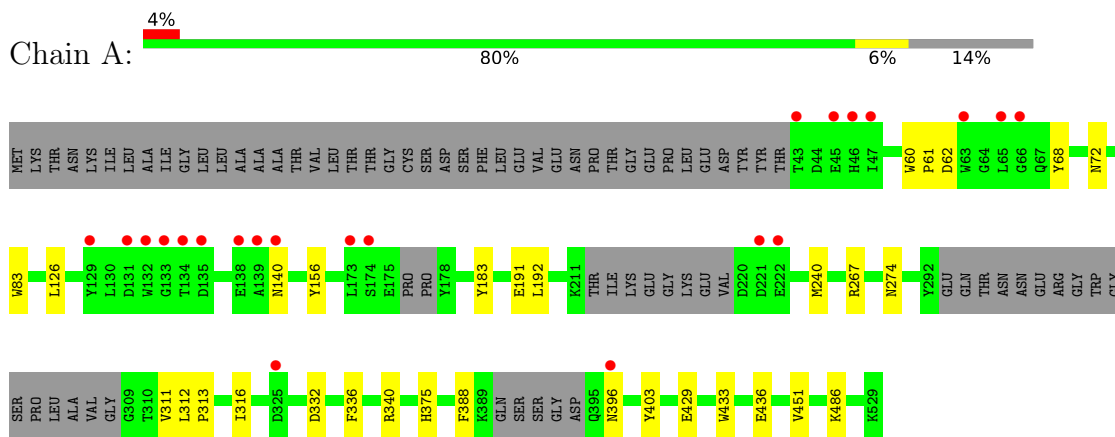 4%
Chain A:
80% 6% 14%
MET LYS THR ASN LYS ILE LEU ALA ILE GLY LEU LEU ALA ALA ALA THR VAL LEU THR THR GLY CYS SER ASP SER PHE LEU GLU VAL GLU ASN PRO THR GLY GLU PRO LEU GLU ASP TYR TYR THR T43 D44 E45 H46 I47 W60 P61 D62 W63 G64 L65 G66 Q67 Y68 N72
W83 L126 Y129 L130 D131 W132 G133 T134 D135 E138 A139 N140 Y156 L173 S174 E175 PRO PRO Y178 Y183 E191 L192 K211 THR ILE LYS GLU GLY LYS GLU VAL D220 D221 E222 M240 R267 N274 Y292 GLU GLN THR ASN ASN GLU ARG GLY TRP GLY
SER PRO LEU ALA VAL GLY G309 T310 V311 L312 P313 I316 D325 D332 F336 R340 H375 F388 K389 GLN SER SER GLY ASP Q395 N396 Y403 E429 W433 E436 V451 K486 K529